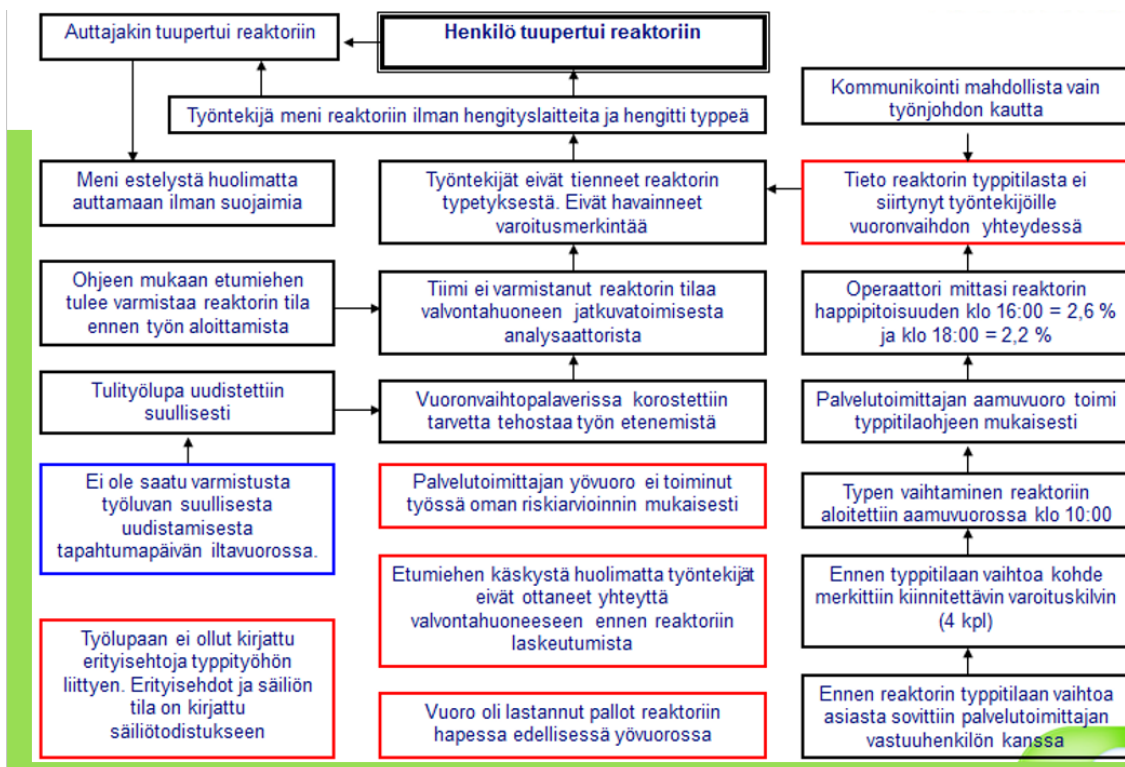 Auttajakin tuupertui reaktoriin
Henkilö tuupertui reaktoriin
Työntekijä meni reaktoriin ilman hengityslaitteita ja hengitti typpeä
Kommunikointi mahdollista vain
työnjohdon kautta
Meni estelystä huolimatta
auttamaan ilman suojaimia
Työntekijät eivät tienneet reaktorin
typetyksestä. Eivät havainneet
varoitusmerkintää
Tieto reaktorin typpitilasta ei
siirtynyt työntekijöille
vuoronvaihdon yhteydessä
Ohjeen mukaan etumiehen
tulee varmistaa reaktorin tila
ennen työn aloittamista
Tiimi ei varmistanut reaktorin tilaa
valvontahuoneen jatkuvatoimisesta
analysaattorista
Operaattori mittasi reaktorin
happipitoisuuden klo 16:00 = 2,6 %
ja klo 18:00 = 2,2 %
Tulityölupa uudistettiin
suullisesti
Vuoronvaihtopalaverissa korostettiin
tarvetta tehostaa työn etenemistä
Palvelutoimittajan aamuvuoro toimi
typpitilaohjeen mukaisesti
Ei ole saatu varmistusta
työluvan suullisesta
uudistamisesta
tapahtumapäivän iltavuorossa.
Palvelutoimittajan yövuoro ei toiminut
työssä oman riskiarvioinnin mukaisesti
Typen vaihtaminen reaktoriin
aloitettiin aamuvuorossa klo 10:00
Etumiehen käskystä huolimatta työntekijät
eivät ottaneet yhteyttä
valvontahuoneeseen ennen reaktoriin
laskeutumista
Ennen typpitilaan vaihtoa kohde
merkittiin kiinnitettävin varoituskilvin
(4 kpl)
Työlupaan ei ollut kirjattu
erityisehtoja typpityöhön
liittyen. Erityisehdot ja säiliön
tila on kirjattu
säiliötodistukseen
Vuoro oli lastannut pallot reaktoriin
hapessa edellisessä yövuorossa
Ennen reaktorin typpitilaan vaihtoa
asiasta sovittiin palvelutoimittajan
vastuuhenkilön kanssa